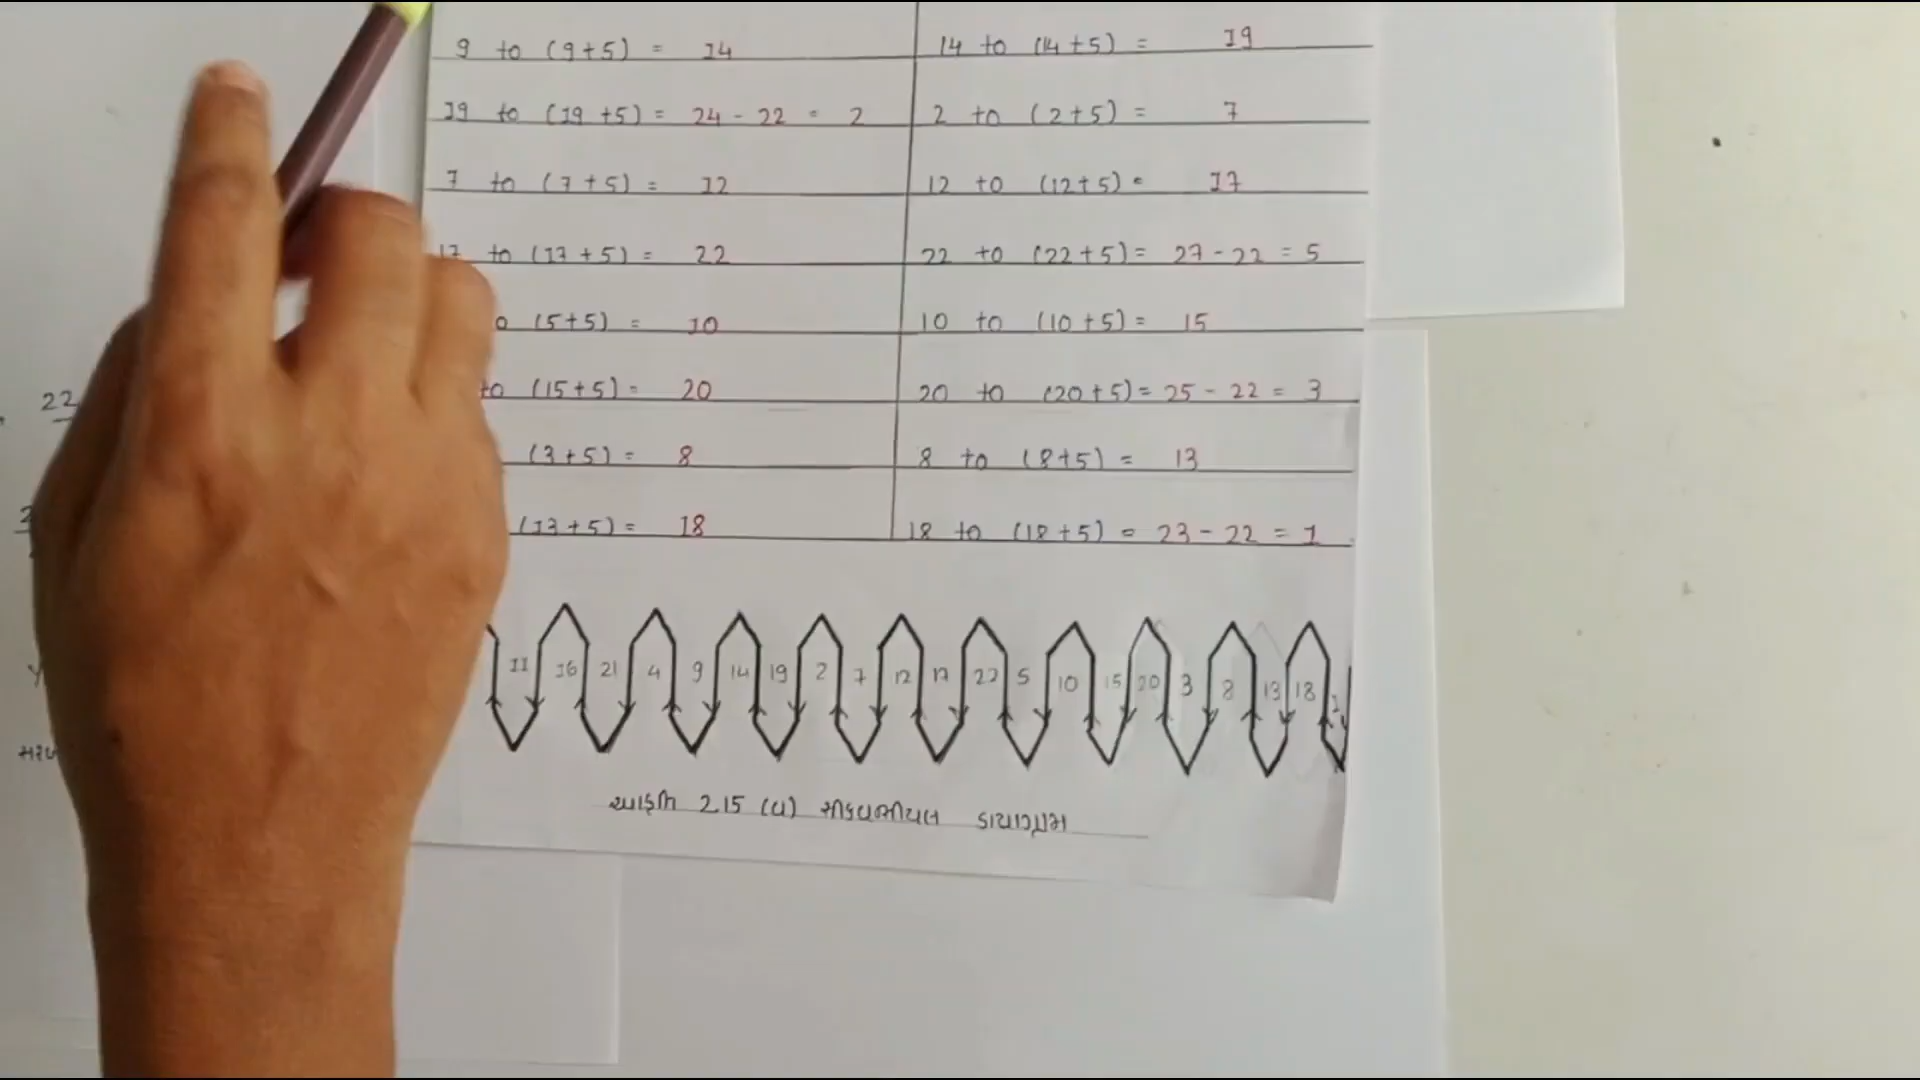 9 to (9+5) = 14
14 to (14+5) = 19
19 to (19+5) = 24 - 22 = 2
2 to (2+5) = 7
7 to (7+5) = 12
12 to (12+5) = 17
17 to (17+5) = 22
22 to (22+5) = 27 - 22 = 5
(5+5) = 10
10 to (10+5) = 15
to (15+5) = 20
20 to (20+5) = 25 - 22 = 3
(3+5) = 8
8 to (8+5) = 13
(13+5) = 18
18 to (18+5) = 23 - 22 = 1
22
11 16 21 4 9 14 19 2 7 12 17 22 5 10 15 20 3 8 13 18 1
આકૃતિ 2.15 (બ) ડાયાગ્રામ